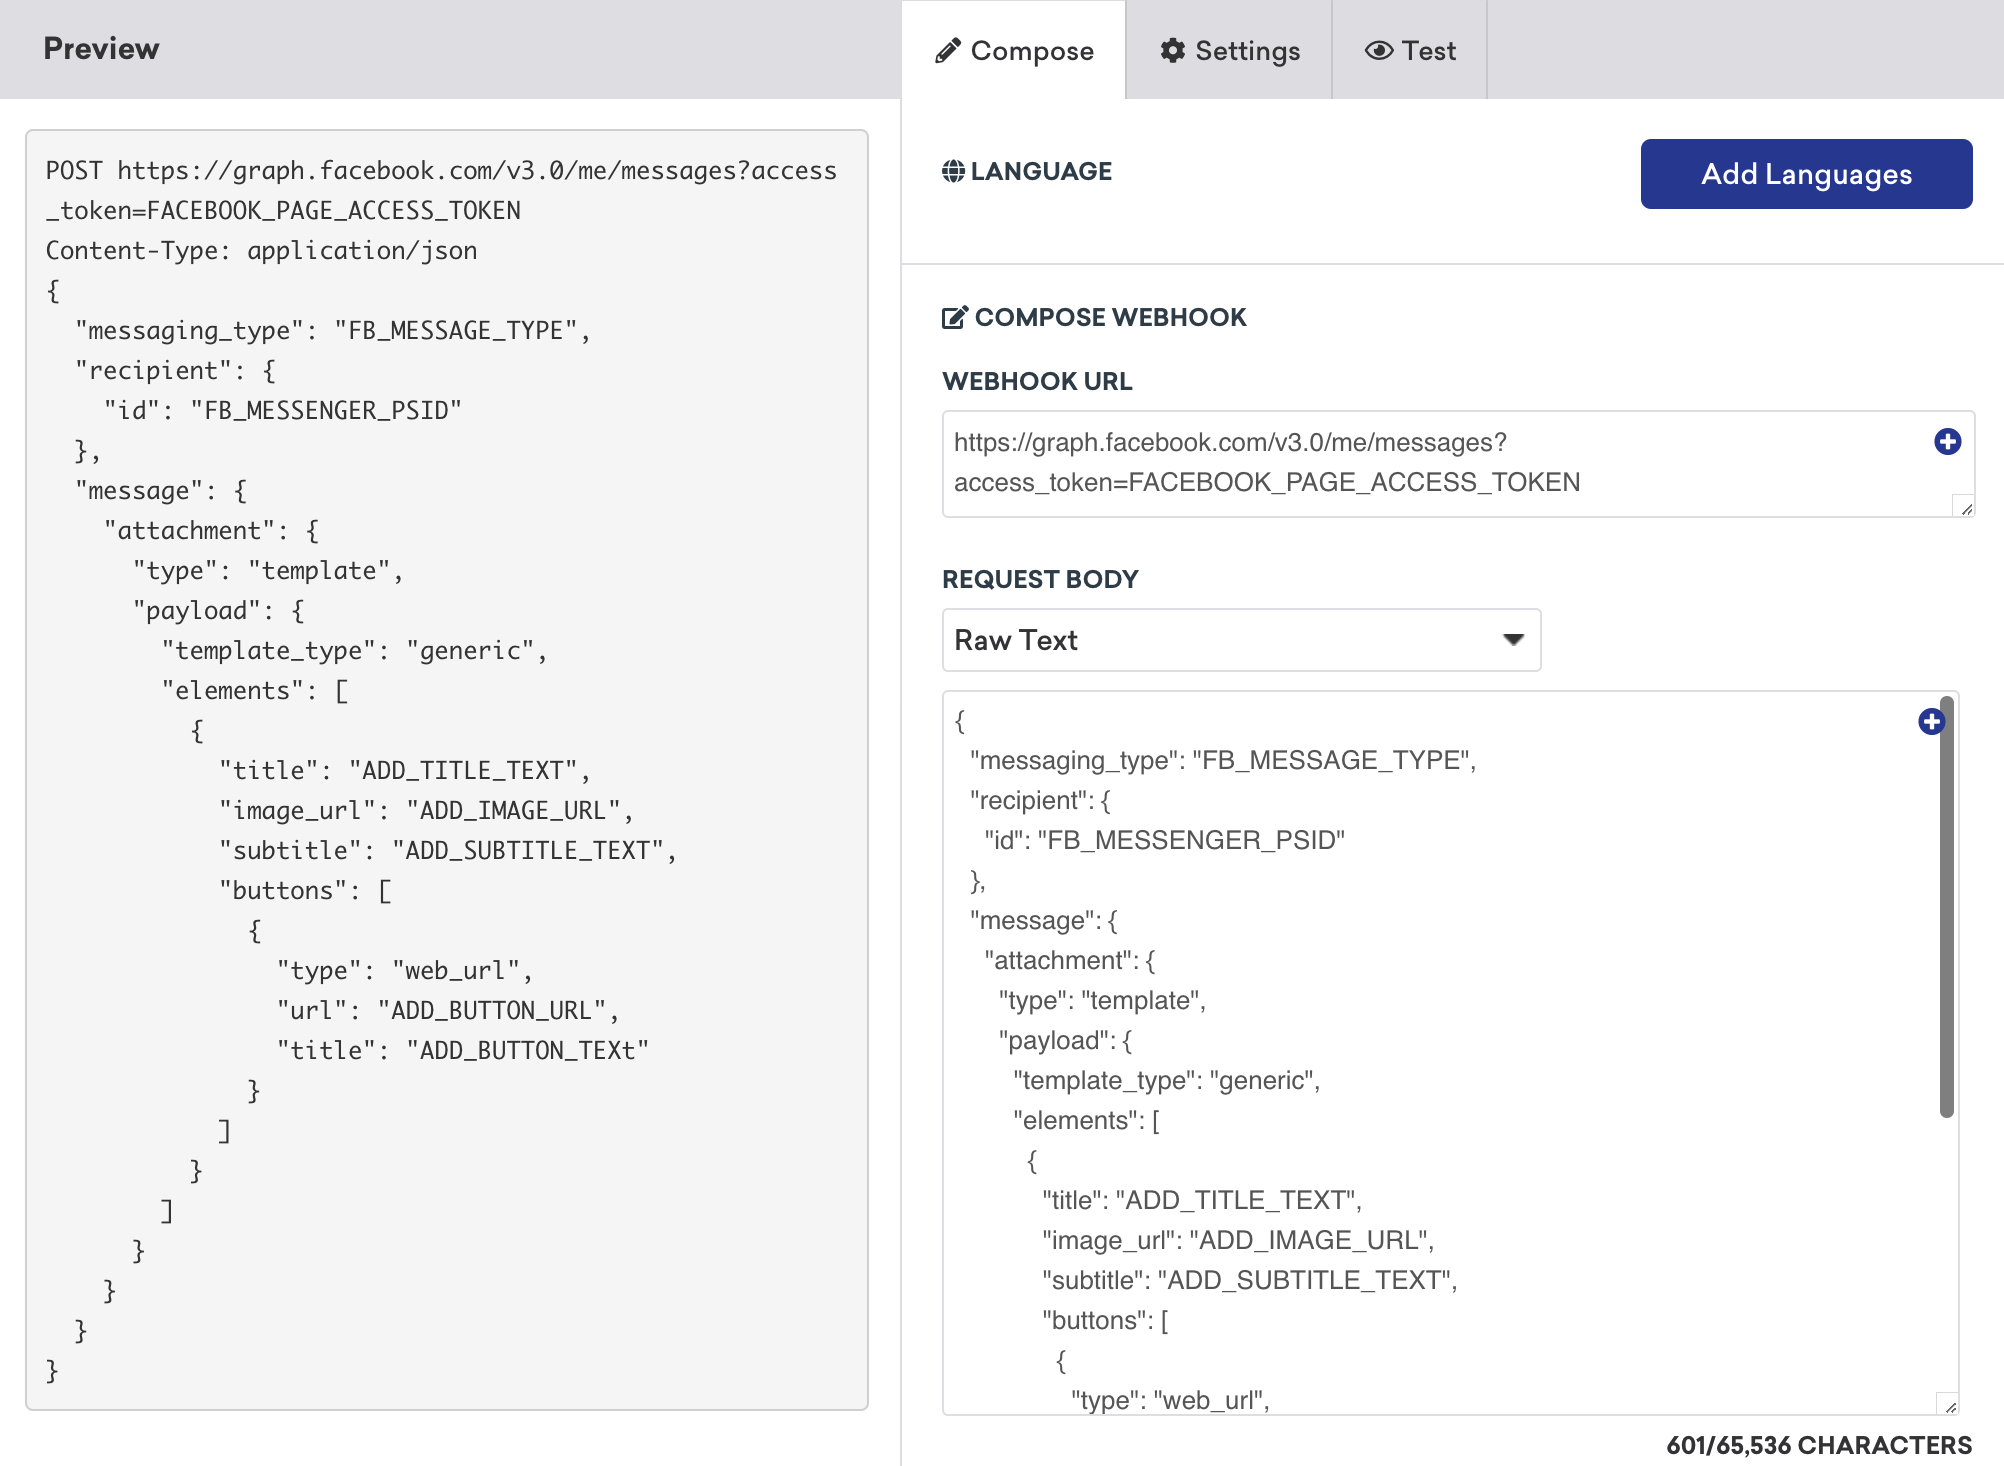 Preview
POST https://graph.facebook.com/v3.0/me/messages?access
_token=FACEBOOK_PAGE_ACCESS_TOKEN
Content-Type: application/json
{
  "messaging_type": "FB_MESSAGE_TYPE",
  "recipient": {
    "id": "FB_MESSENGER_PSID"
  },
  "message": {
    "attachment": {
      "type": "template",
      "payload": {
        "template_type": "generic",
        "elements": [
          {
            "title": "ADD_TITLE_TEXT",
            "image_url": "ADD_IMAGE_URL",
            "subtitle": "ADD_SUBTITLE_TEXT",
            "buttons": [
              {
                "type": "web_url",
                "url": "ADD_BUTTON_URL",
                "title": "ADD_BUTTON_TEXt"
              }
            ]
          }
        ]
      }
    }
  }
}
Compose Settings Test
LANGUAGE
Add Languages
COMPOSE WEBHOOK
WEBHOOK URL
https://graph.facebook.com/v3.0/me/messages?
access_token=FACEBOOK_PAGE_ACCESS_TOKEN
REQUEST BODY
Raw Text
{
  "messaging_type": "FB_MESSAGE_TYPE",
  "recipient": {
    "id": "FB_MESSENGER_PSID"
  },
  "message": {
    "attachment": {
      "type": "template",
      "payload": {
        "template_type": "generic",
        "elements": [
          {
            "title": "ADD_TITLE_TEXT",
            "image_url": "ADD_IMAGE_URL",
            "subtitle": "ADD_SUBTITLE_TEXT",
            "buttons": [
              {
                "type": "web_url",
601/65,536 CHARACTERS